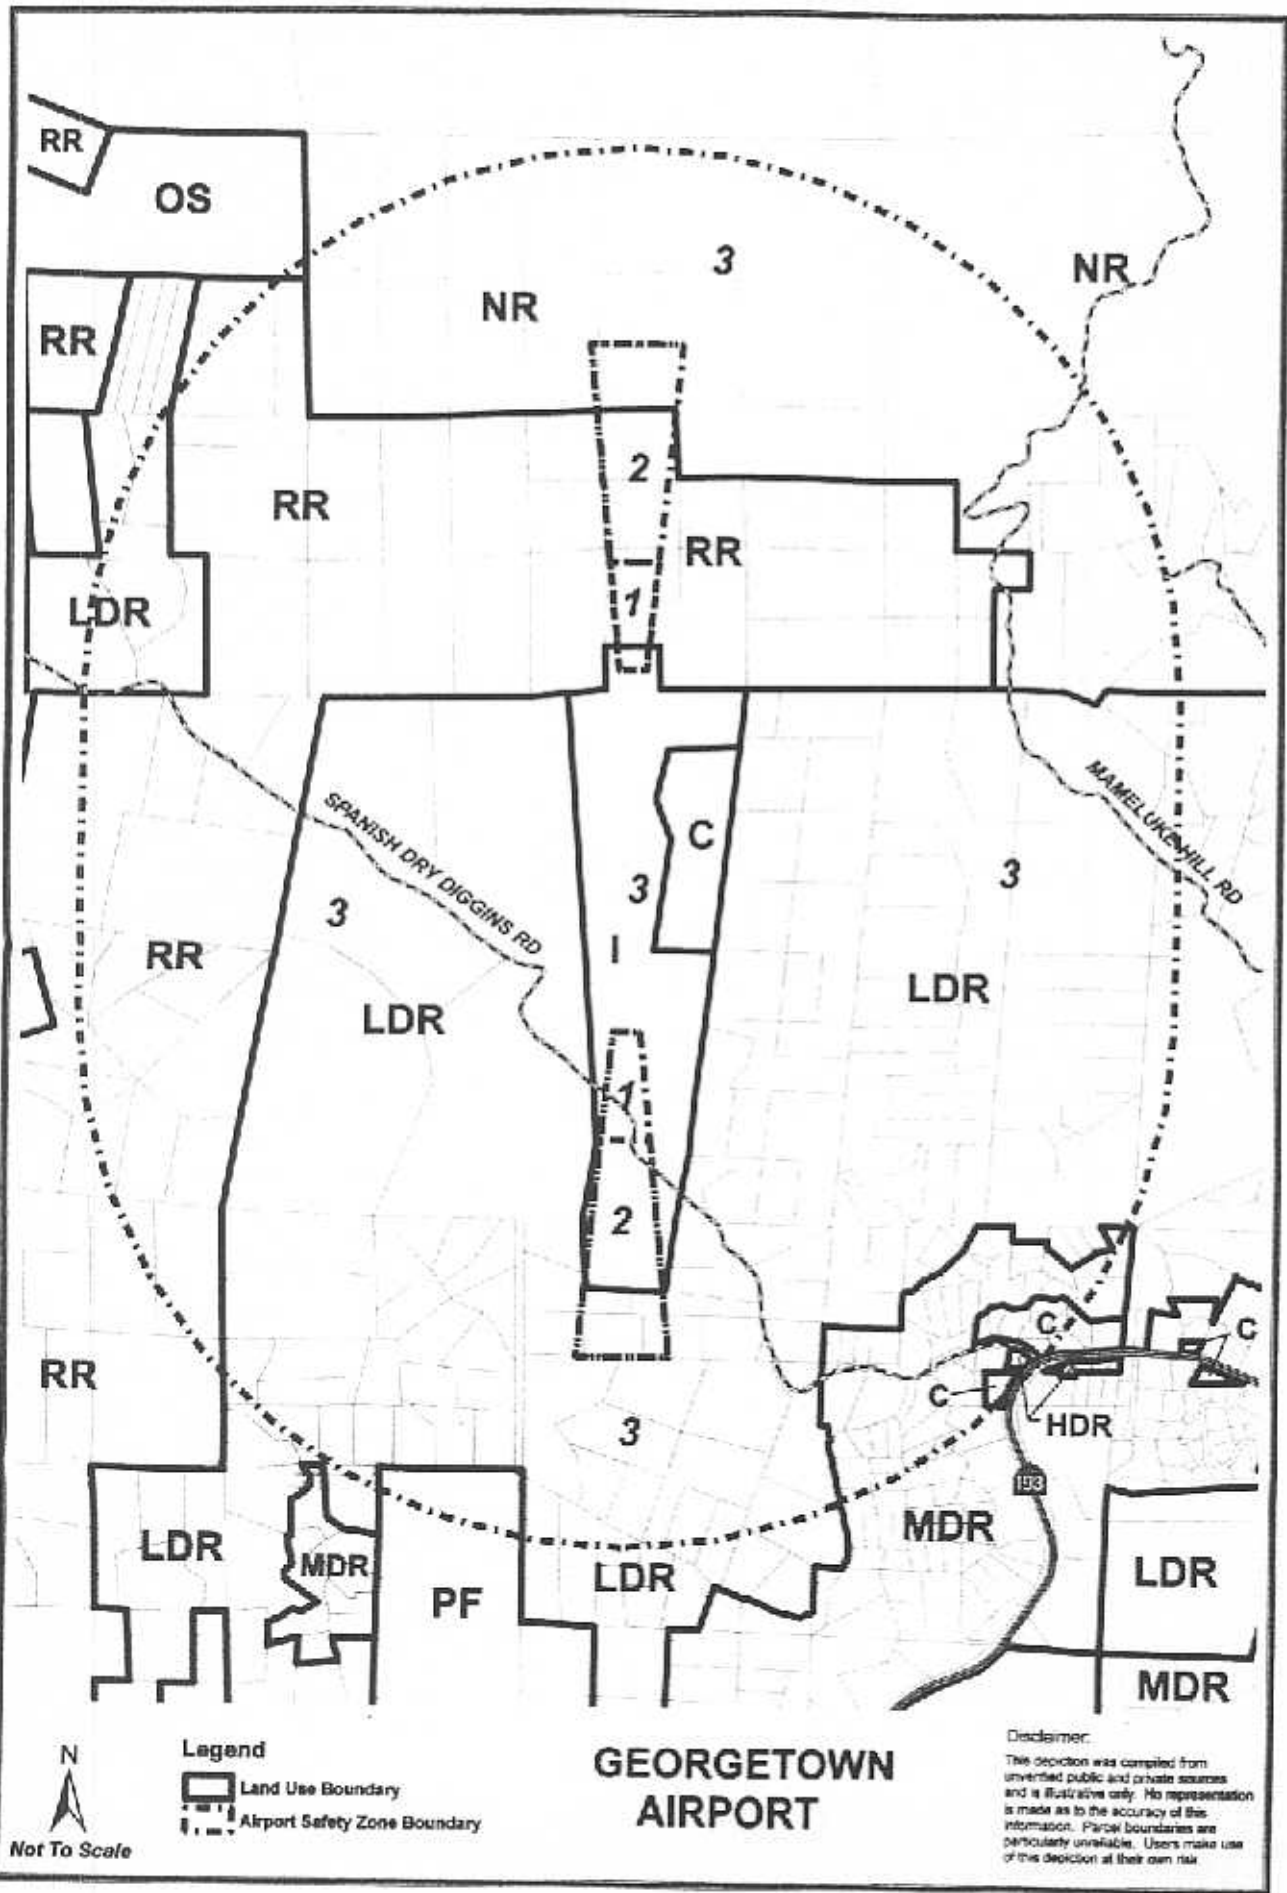 RR
OS
3
NR
NR
RR
2
RR
RR
1
LDR
SPANISH DRY DIGGINS RD
MAMELUKE HILL RD
C
3
3
3
RR
LDR
LDR
1
2
C
C
RR
C
3
HDR
193
MDR
LDR
MDR
LDR
LDR
PF
MDR
N
Not To Scale
Legend
Land Use Boundary
Airport Safety Zone Boundary
GEORGETOWN
AIRPORT
Disclaimer:
This depiction was compiled from
unverified public and private sources
and is illustrative only. No representation
is made as to the accuracy of this
information. Parcel boundaries are
particularly unreliable. Users make use
of this depiction at their own risk.